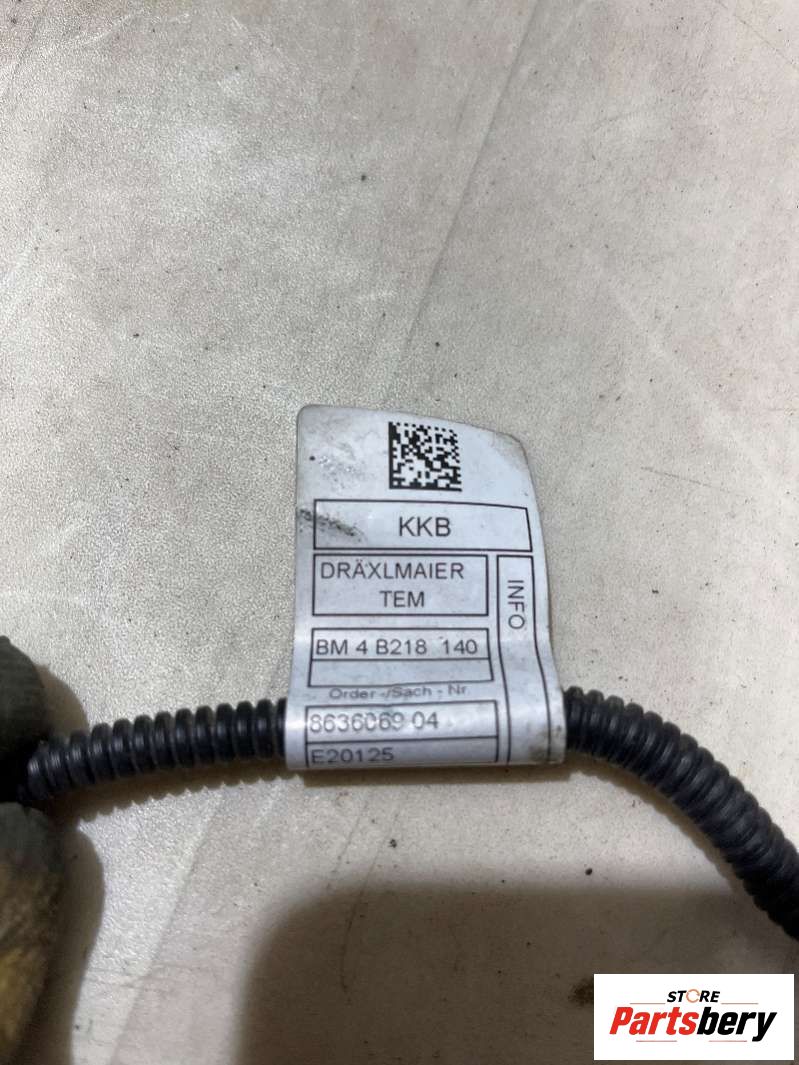 KKB
DRÄXLMAIER
TEM
INFO
BM 4 B218 140
Order -/Sach - Nr
8636069 04
E20125
STORE
Partsbery